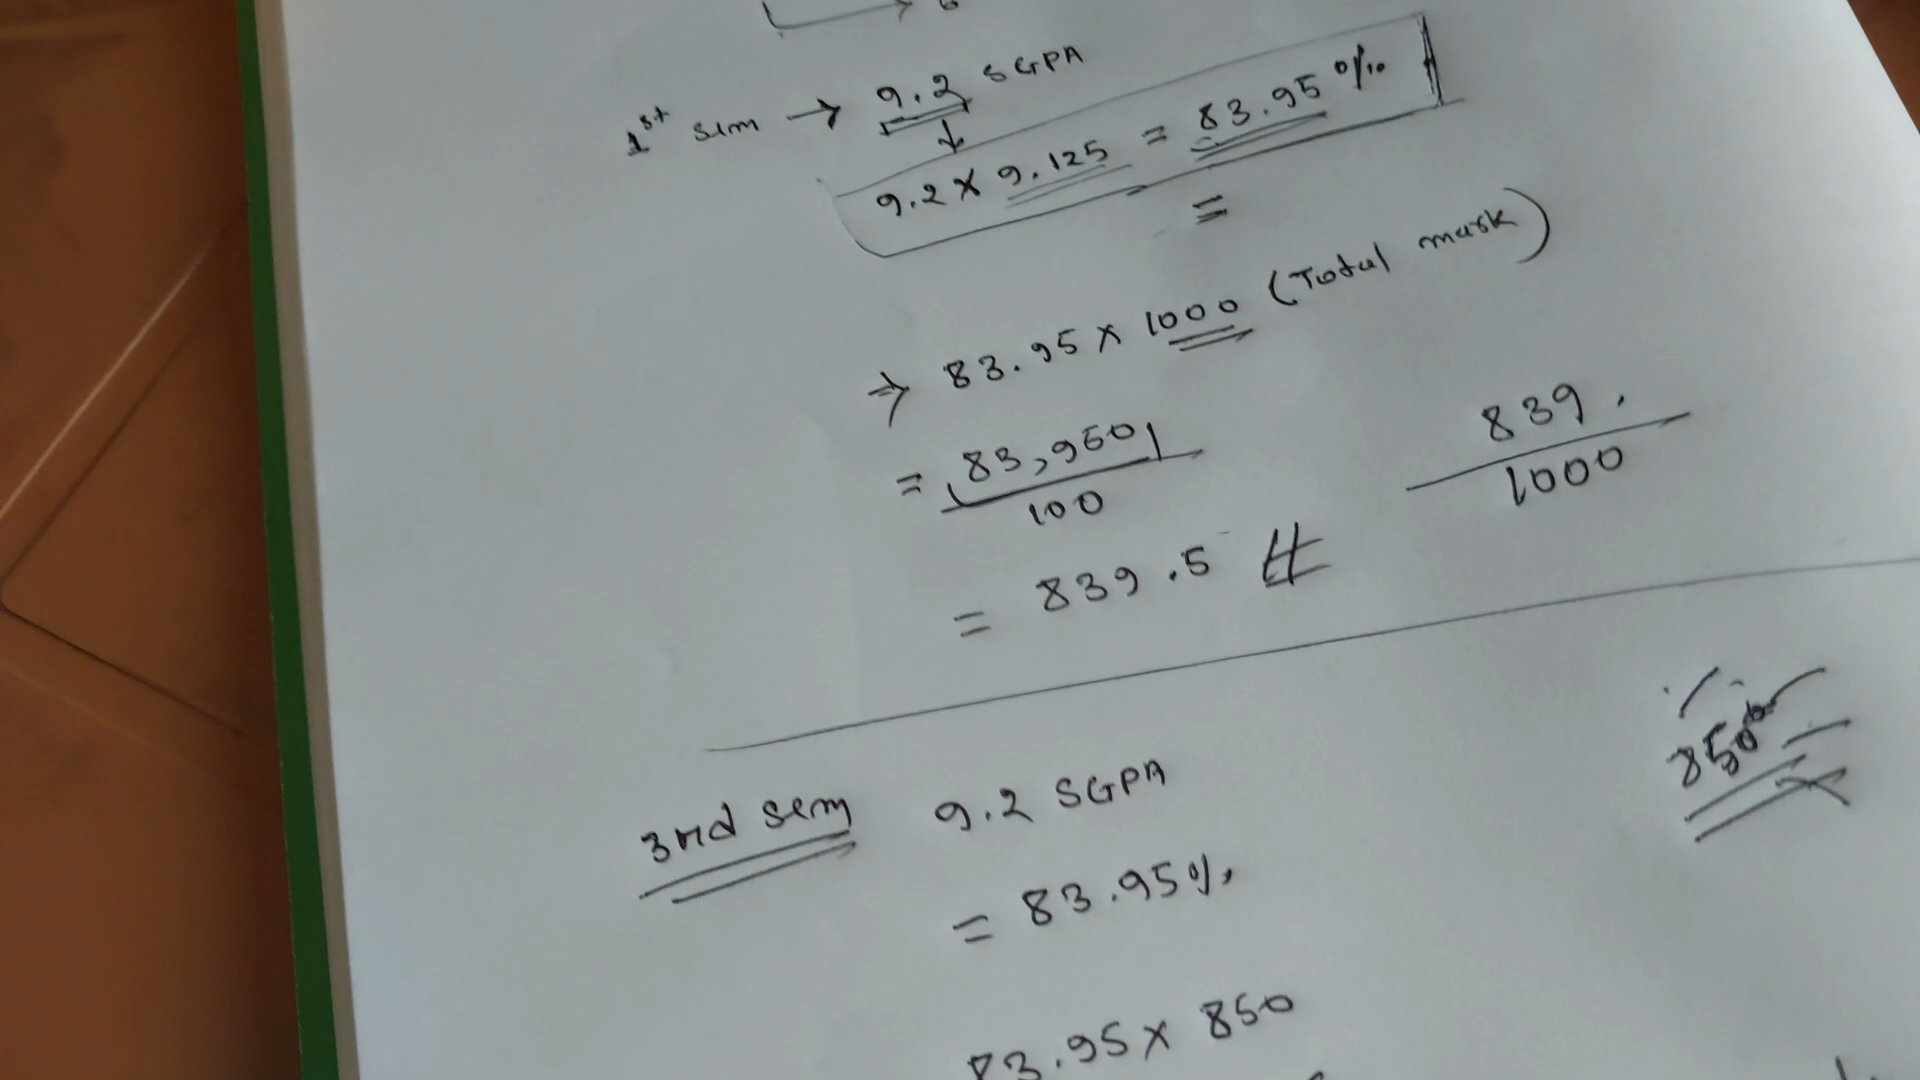 1st sem → 9.2 SGPA
9.2 × 9.125 = 83.95 %
=
→ 83.95 × 1000 (Total mark)
= 83,950
100
839.
1000
= 839.5
3rd sem 9.2 SGPA
850
= 83.95%
83.95 × 850